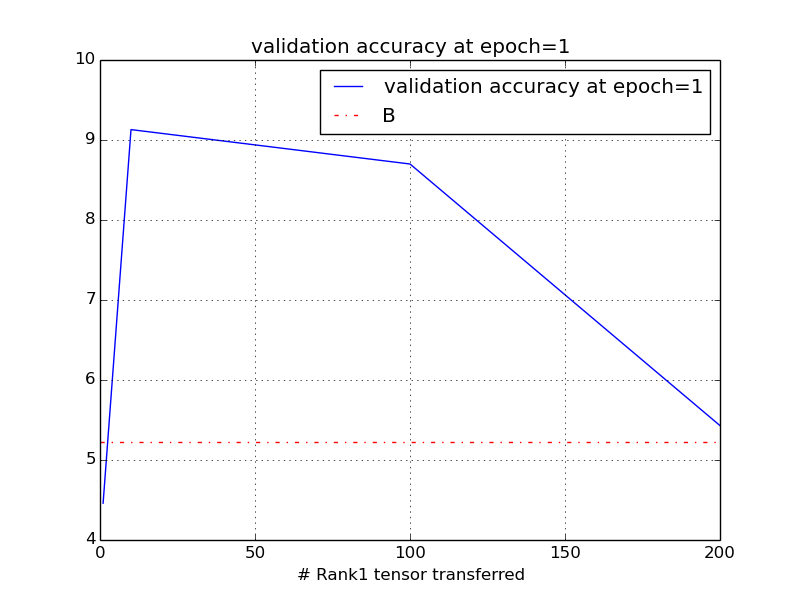 validation accuracy at epoch=1
10
9
8
7
6
5
4
validation accuracy at epoch=1
B
0 50 100 150 200
# Rank1 tensor transferred